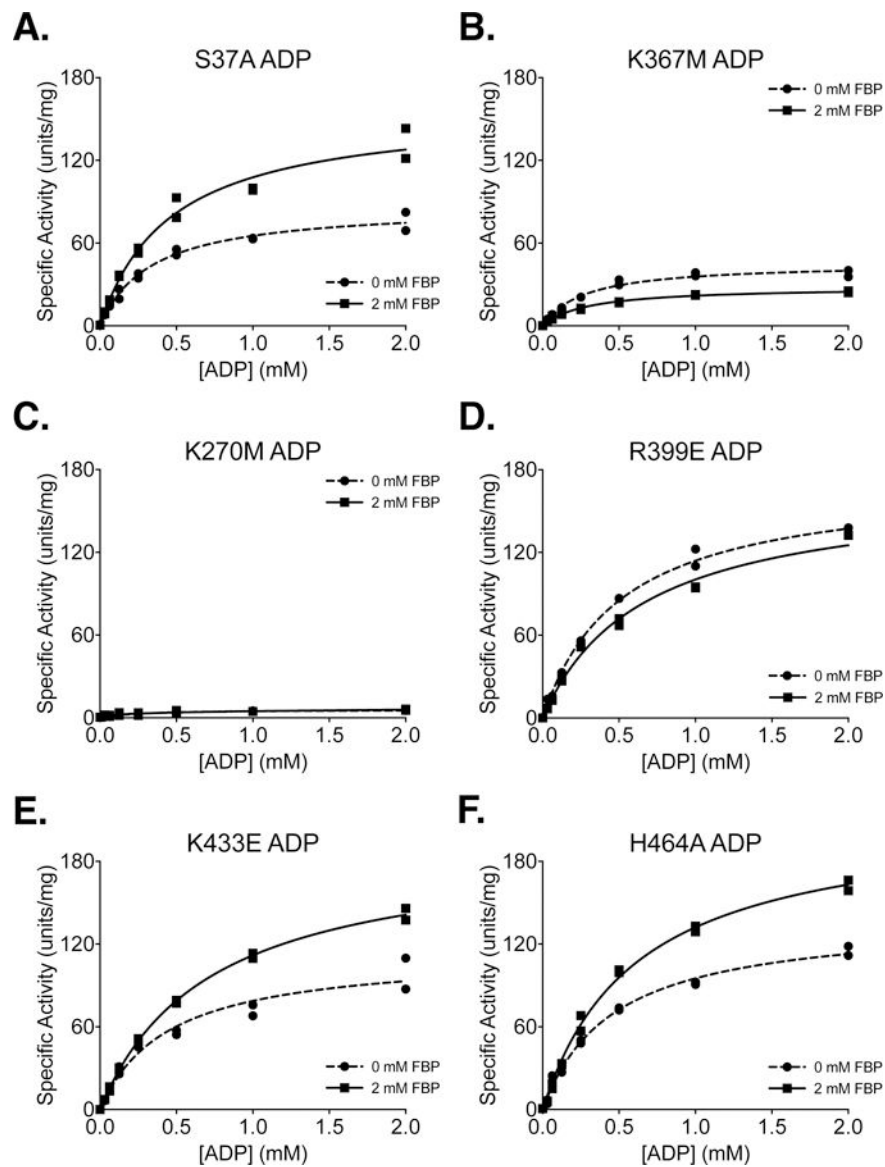 A.
S37A ADP
Specific Activity (units/mg)
180
120
60
0
0.0 0.5 1.0 1.5 2.0
[ADP] (mM)
0 mM FBP
2 mM FBP
B.
K367M ADP
Specific Activity (units/mg)
180
120
60
0
0.0 0.5 1.0 1.5 2.0
[ADP] (mM)
0 mM FBP
2 mM FBP
C.
K270M ADP
Specific Activity (units/mg)
180
120
60
0
0.0 0.5 1.0 1.5 2.0
[ADP] (mM)
0 mM FBP
2 mM FBP
D.
R399E ADP
Specific Activity (units/mg)
180
120
60
0
0.0 0.5 1.0 1.5 2.0
[ADP] (mM)
0 mM FBP
2 mM FBP
E.
K433E ADP
Specific Activity (units/mg)
180
120
60
0
0.0 0.5 1.0 1.5 2.0
[ADP] (mM)
0 mM FBP
2 mM FBP
F.
H464A ADP
Specific Activity (units/mg)
180
120
60
0
0.0 0.5 1.0 1.5 2.0
[ADP] (mM)
0 mM FBP
2 mM FBP